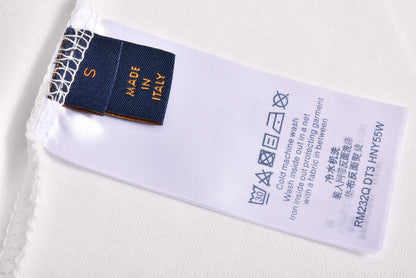 S
MADE
IN
ITALY
30
Cold machine wash
Wash inside out in a net
Iron inside out protecting garment
with a fabric in between
冷水机洗
装入网袋反面洗涤
垫布反面熨烫
RM232Q DT3 HNY55W